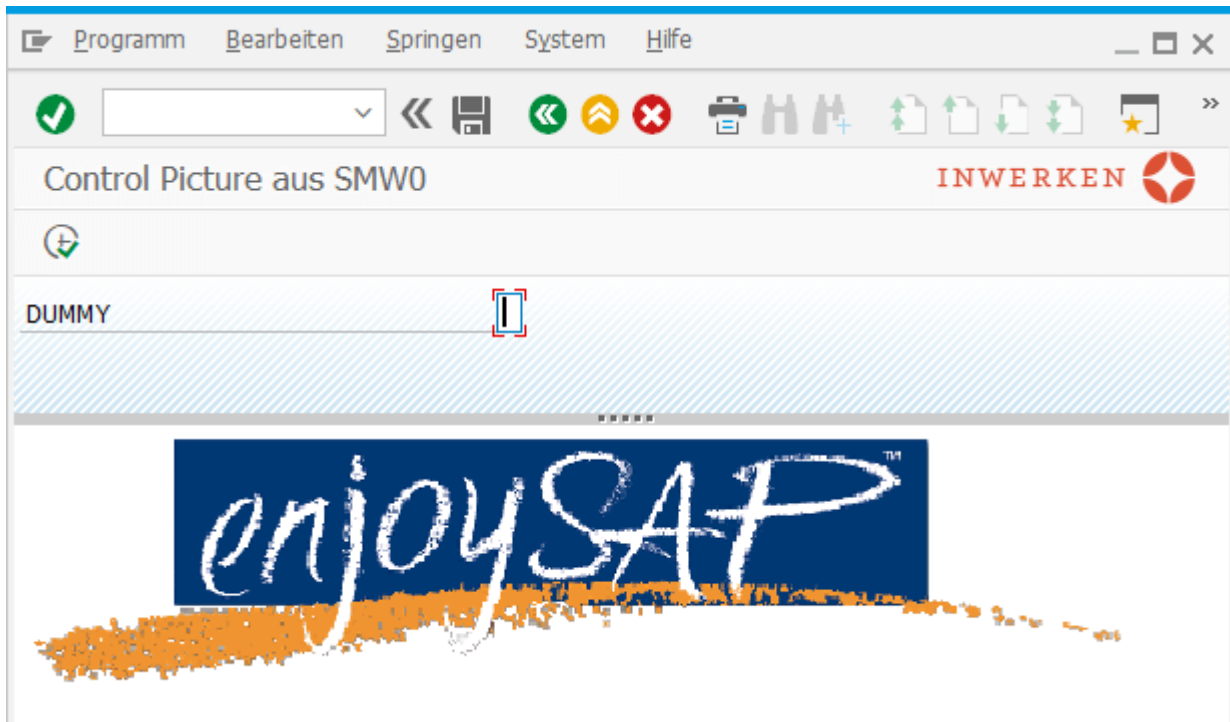 Programm Bearbeiten Springen System Hilfe
Control Picture aus SMW0 INWERKEN
DUMMY
enjoySAP™